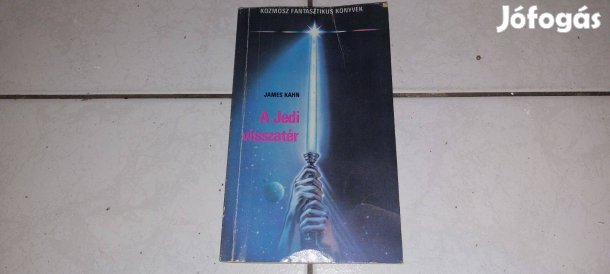 Jófogás
KOZMOSZ FANTASZTIKUS KÖNYVEK
JAMES KAHN
A Jedi
visszatér